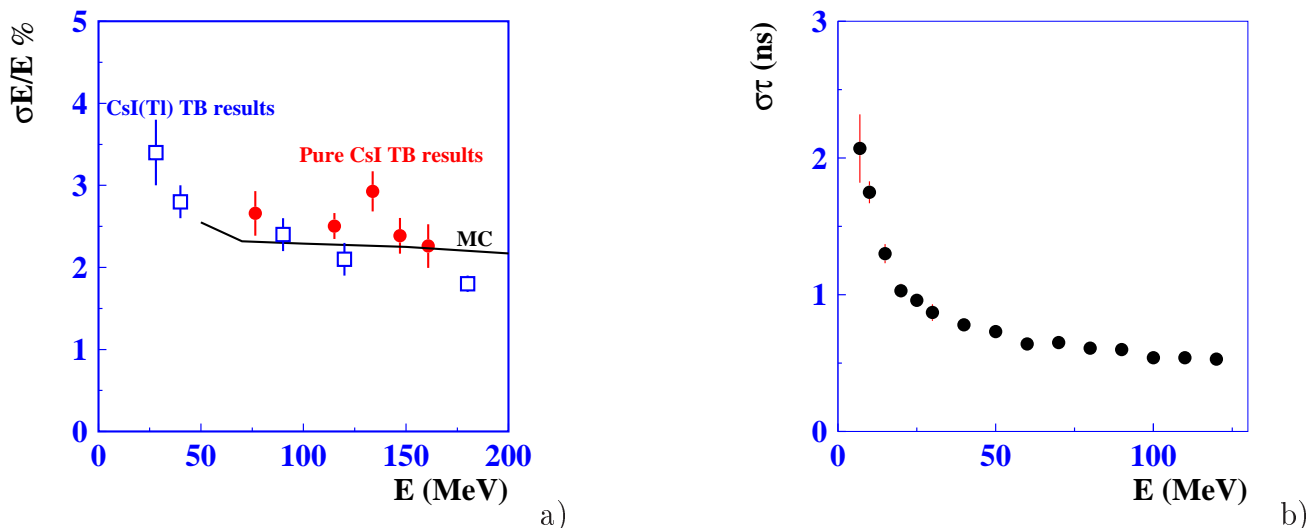 σE/E %
5
4
3
2
1
0
CsI(Tl) TB results
Pure CsI TB results
MC
0 50 100 150 200
E (MeV)
a)
στ (ns)
3
2
1
0
0 50 100
E (MeV)
b)